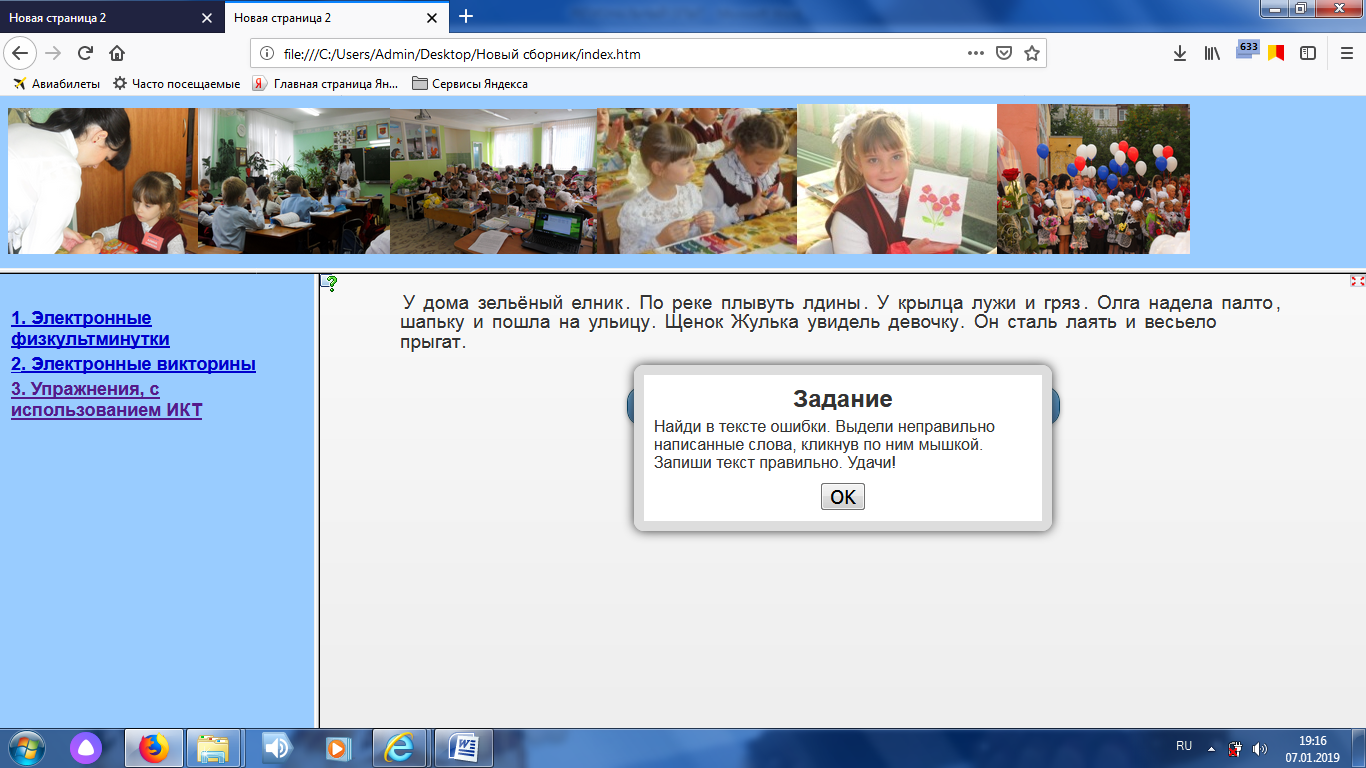 Новая страница 2
Новая страница 2
file:///C:/Users/Admin/Desktop/Новый сборник/index.htm
633
Авиабилеты
Часто посещаемые
Главная страница Ян...
Сервисы Яндекса
1. Электронные
физкультминутки
2. Электронные викторины
3. Упражнения, с
использованием ИКТ
У дома зельёный елник. По реке плывуть лдины. У крылца лужи и гряз. Олга надела палто,
шапьку и пошла на ульицу. Щенок Жулька увидель девочку. Он сталь лаять и весьело
прыгат.
Задание
Найди в тексте ошибки. Выдели неправильно
написанные слова, кликнув по ним мышкой.
Запиши текст правильно. Удачи!
OK
RU
19:16
07.01.2019